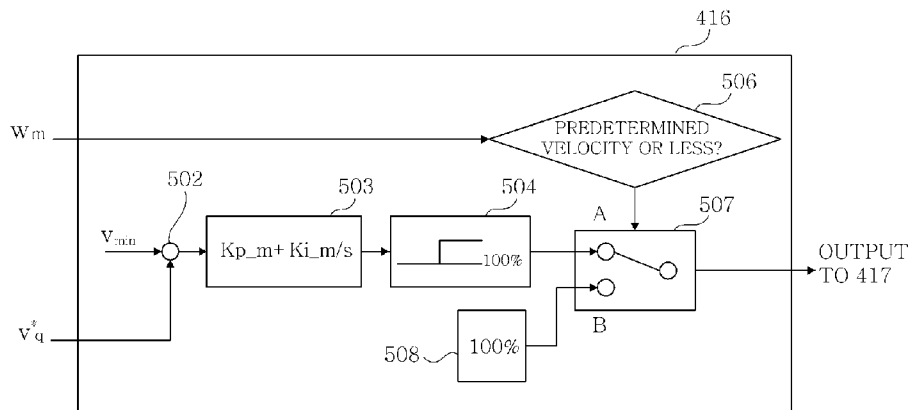 416
506
Wm
PREDETERMINED
VELOCITY OR LESS?
502
503
504
A
507
Vmin
Kp_m+ Ki_m/s
100%
OUTPUT
TO 417
V*q
B
508
100%